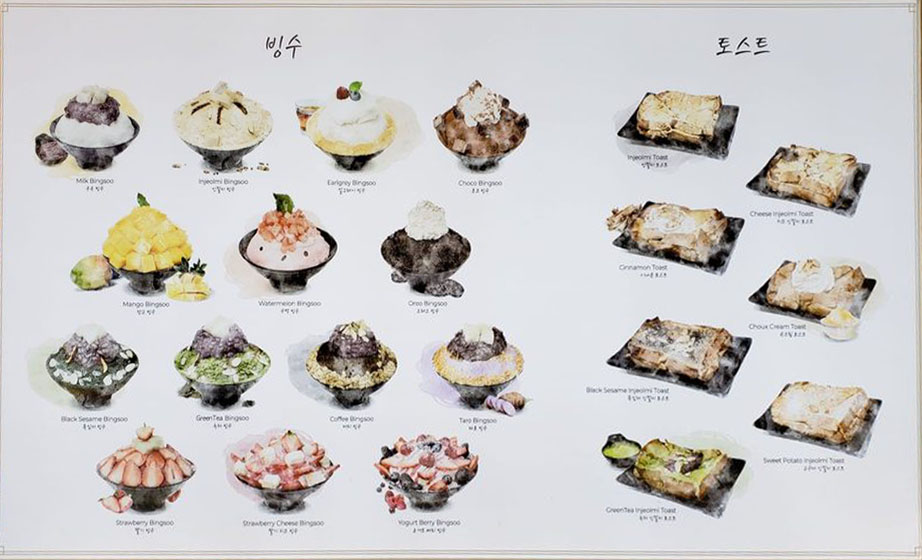 빙수
Milk Bingsoo
우유 빙수
Injeolmi Bingsoo
인절미 빙수
Earlgrey Bingsoo
얼그레이 빙수
Choco Bingsoo
초코 빙수
Mango Bingsoo
망고 빙수
Watermelon Bingsoo
수박 빙수
Oreo Bingsoo
오레오 빙수
Black Sesame Bingsoo
흑임자 빙수
GreenTea Bingsoo
녹차 빙수
Coffee Bingsoo
커피 빙수
Taro Bingsoo
타로 빙수
Strawberry Bingsoo
딸기 빙수
Strawberry Cheese Bingsoo
딸기 치즈 빙수
Yogurt Berry Bingsoo
요거트 베리 빙수
토스트
Injeolmi Toast
인절미 토스트
Cheese Injeolmi Toast
치즈 인절미 토스트
Cinnamon Toast
시나몬 토스트
Choux Cream Toast
슈크림 토스트
Black Sesame Injeolmi Toast
흑임자 인절미 토스트
Sweet Potato Injeolmi Toast
고구마 인절미 토스트
GreenTea Injeolmi Toast
녹차 인절미 토스트